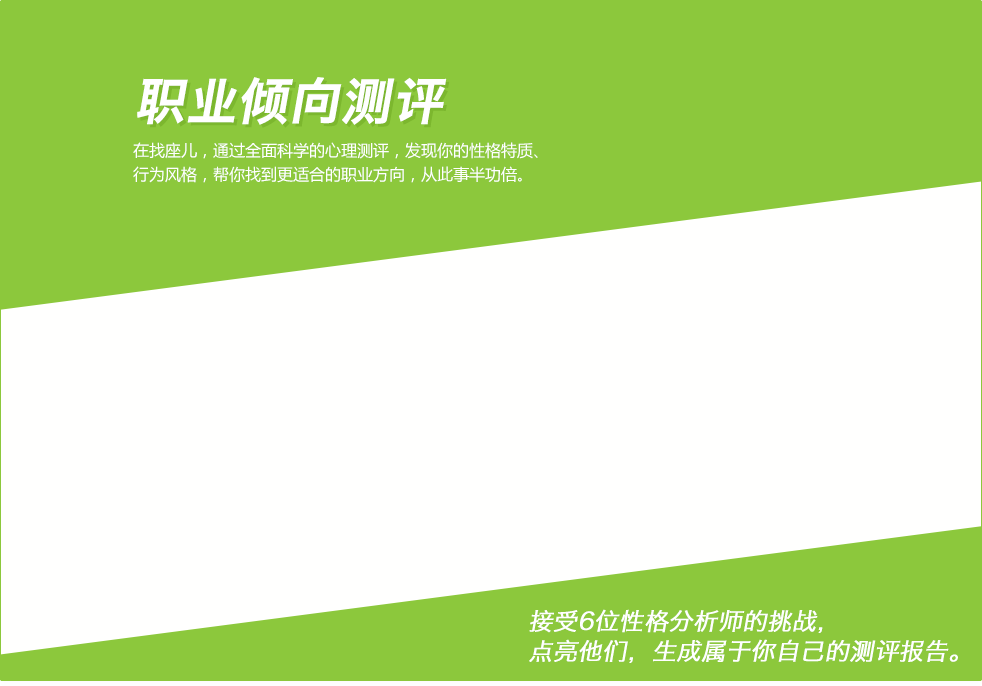 职业倾向测评
在找座儿，通过全面科学的心理测评，发现你的性格特质、
行为风格，帮你找到更适合的职业方向，从此事半功倍。
接受6位性格分析师的挑战，
点亮他们，生成属于你自己的测评报告。